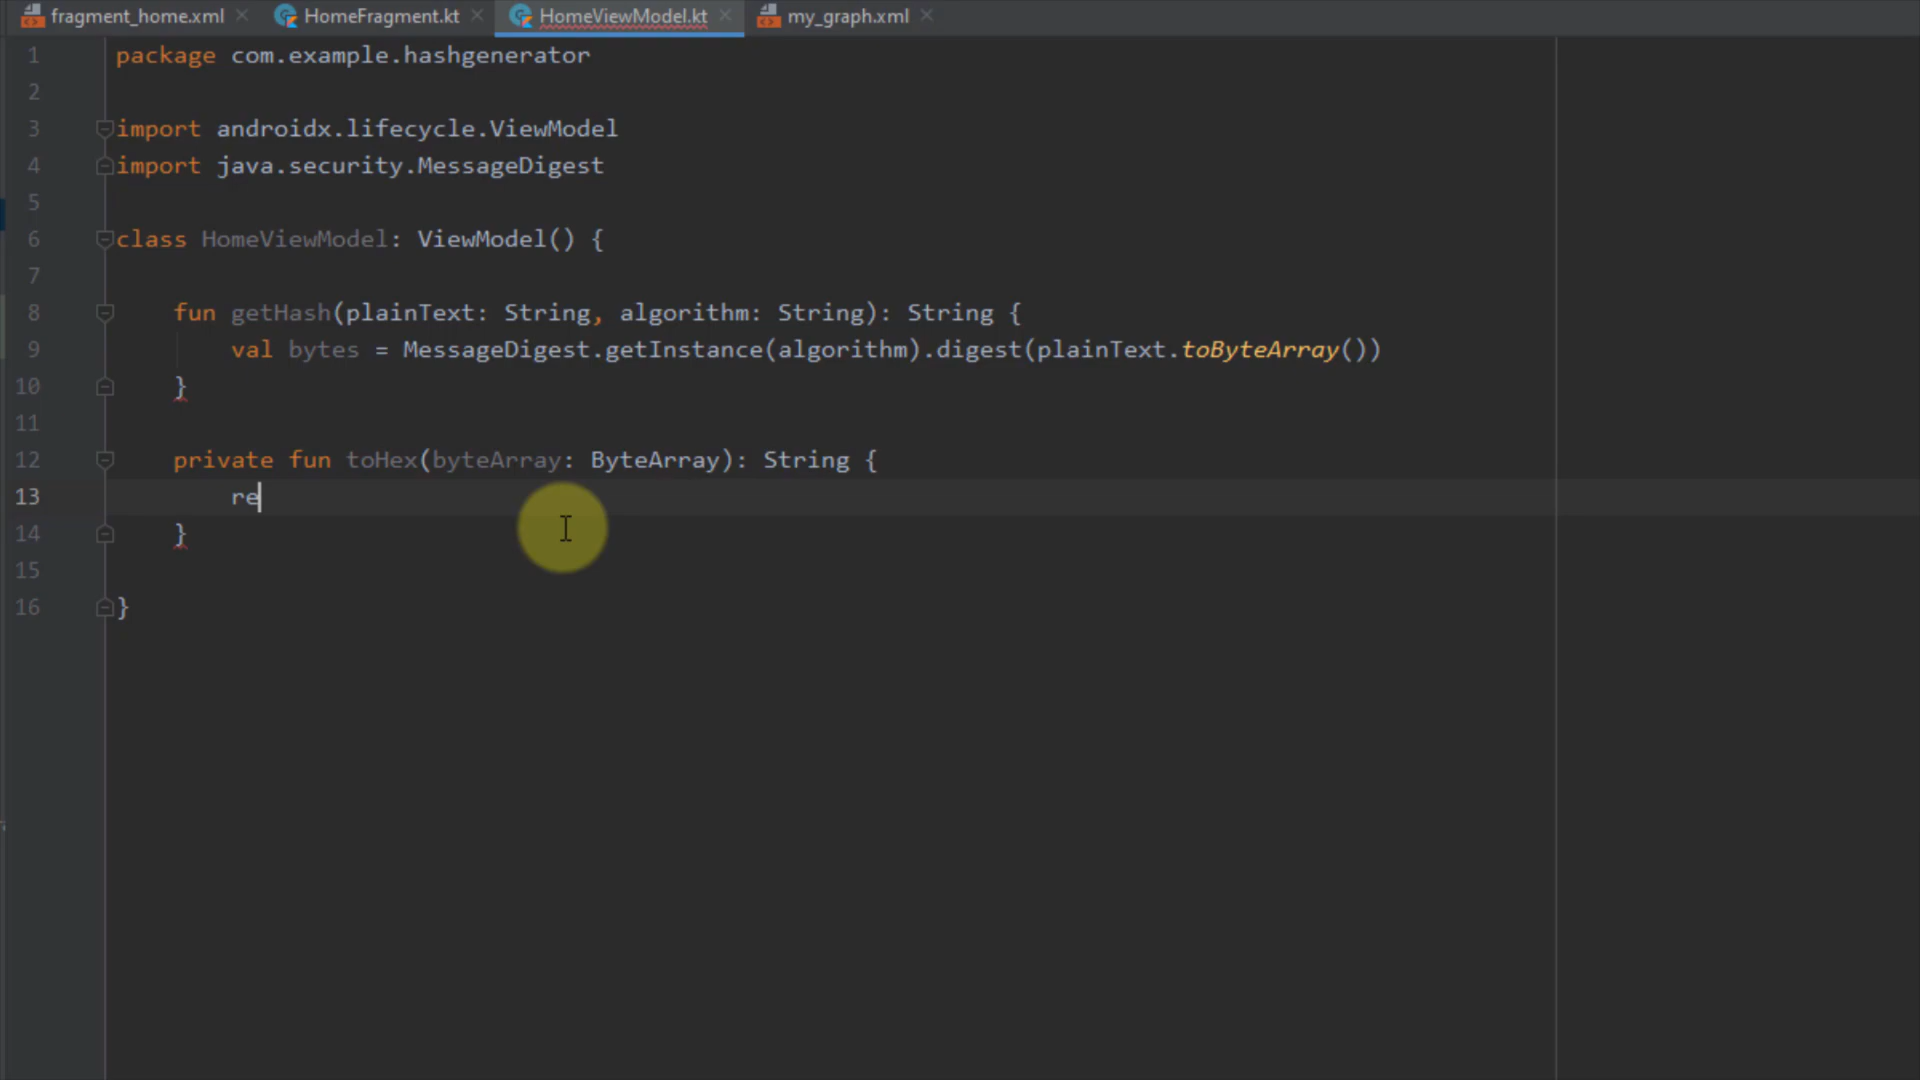 fragment_home.xml HomeFragment.kt HomeViewModel.kt my_graph.xml
1 package com.example.hashgenerator
2
3 import androidx.lifecycle.ViewModel
4 import java.security.MessageDigest
5
6 class HomeViewModel: ViewModel() {
7
8 fun getHash(plainText: String, algorithm: String): String {
9 val bytes = MessageDigest.getInstance(algorithm).digest(plainText.toByteArray())
10 }
11
12 private fun toHex(byteArray: ByteArray): String {
13 re
14 }
15
16 }